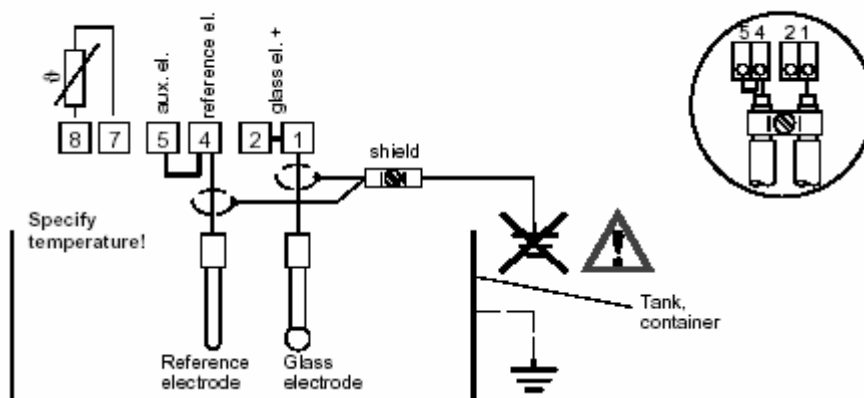 aux. el.
reference el.
glass el. +
ϑ
8 7 5 4 2 1
shield
5 4 2 1
Specify
temperature!
Reference
electrode
Glass
electrode
Tank,
container